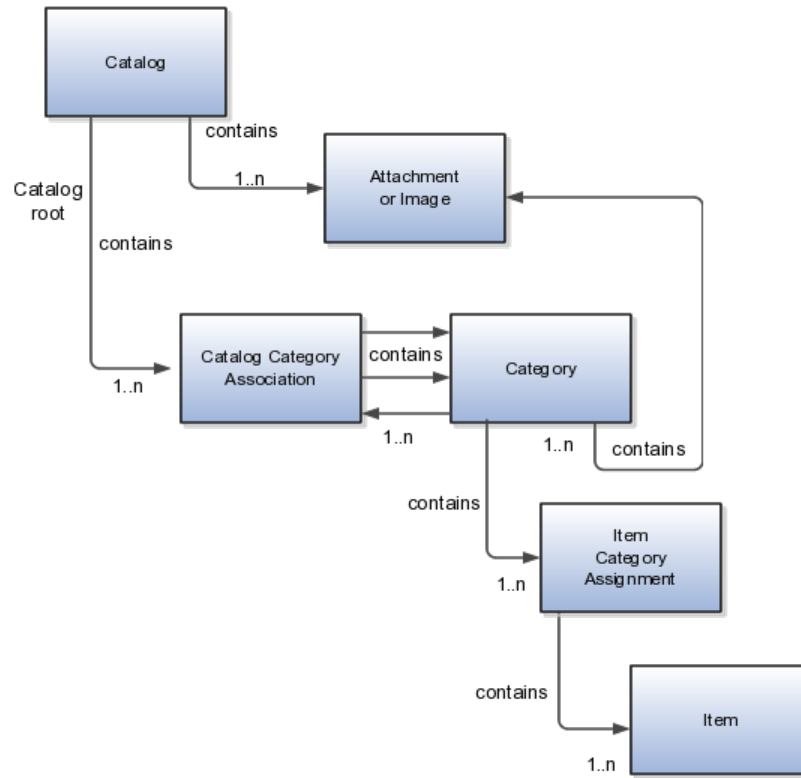 Catalog
contains
1..n
Attachment
or Image
Catalog
root
contains
1..n
Catalog Category
Association
contains
Category
1..n
1..n
contains
contains
1..n
Item
Category
Assignment
contains
1..n
Item